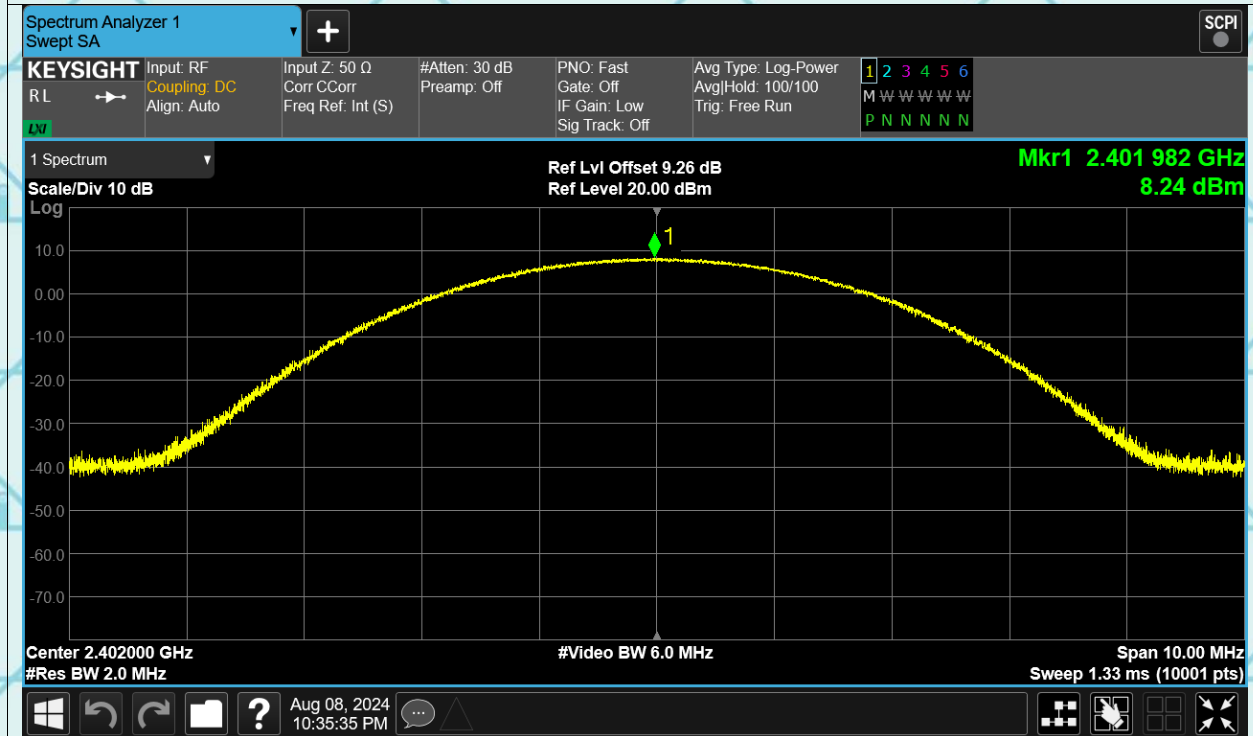 Spectrum Analyzer 1
Swept SA
▼
+
SCPI
KEYSIGHT
RL
LXI
Input: RF
Coupling: DC
Align: Auto
Input Z: 50 Ω
Corr CCorr
Freq Ref: Int (S)
#Atten: 30 dB
Preamp: Off
PNO: Fast
Gate: Off
IF Gain: Low
Sig Track: Off
Avg Type: Log-Power
Avg|Hold: 100/100
Trig: Free Run
1 2 3 4 5 6
M W W W W W
P N N N N N
1 Spectrum ▼
Scale/Div 10 dB
Ref Lvl Offset 9.26 dB
Ref Level 20.00 dBm
Mkr1 2.401 982 GHz
8.24 dBm
Log
1
10.0
0.00
-10.0
-20.0
-30.0
-40.0
-50.0
-60.0
-70.0
Center 2.402000 GHz
#Video BW 6.0 MHz
Span 10.00 MHz
#Res BW 2.0 MHz
Sweep 1.33 ms (10001 pts)
?
Aug 08, 2024
10:35:35 PM